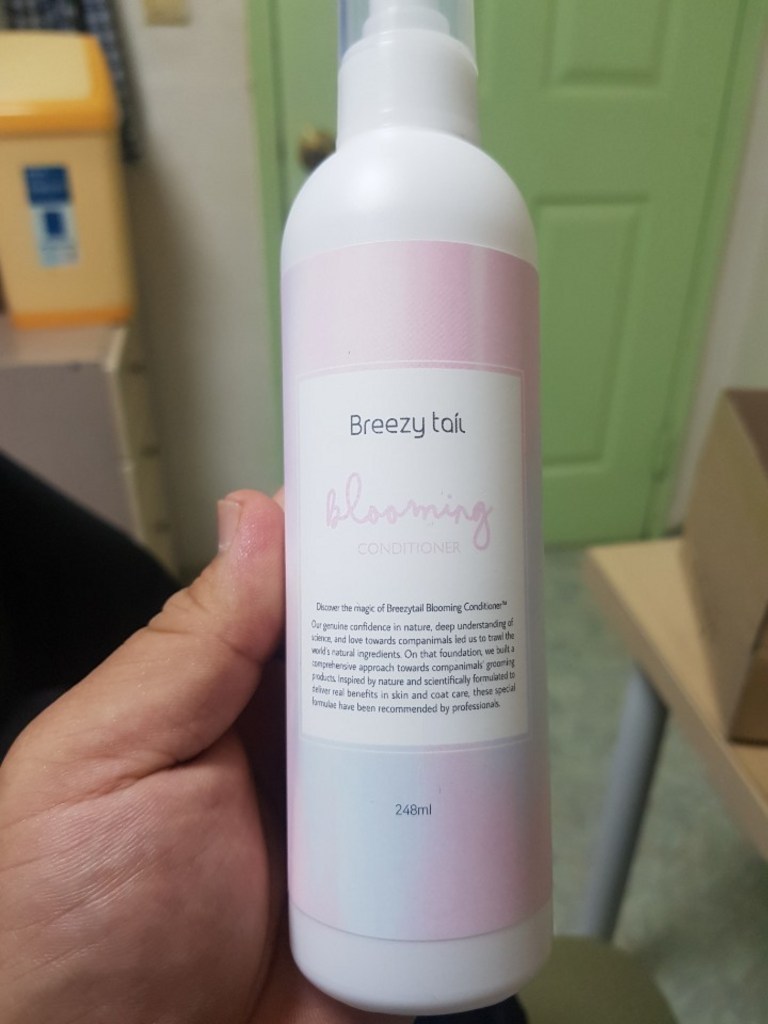 Breezy tail
blooming
CONDITIONER
Discover the magic of Breezytail Blooming Conditioner™
Our genuine confidence in nature, deep understanding of
science, and love towards companimals led us to travel the
world's natural ingredients. On that foundation, we built a
comprehensive approach towards companimals' grooming
products. Inspired by nature and scientifically formulated to
deliver real benefits in skin and coat care, these special
formulae have been recommended by professionals.
248ml